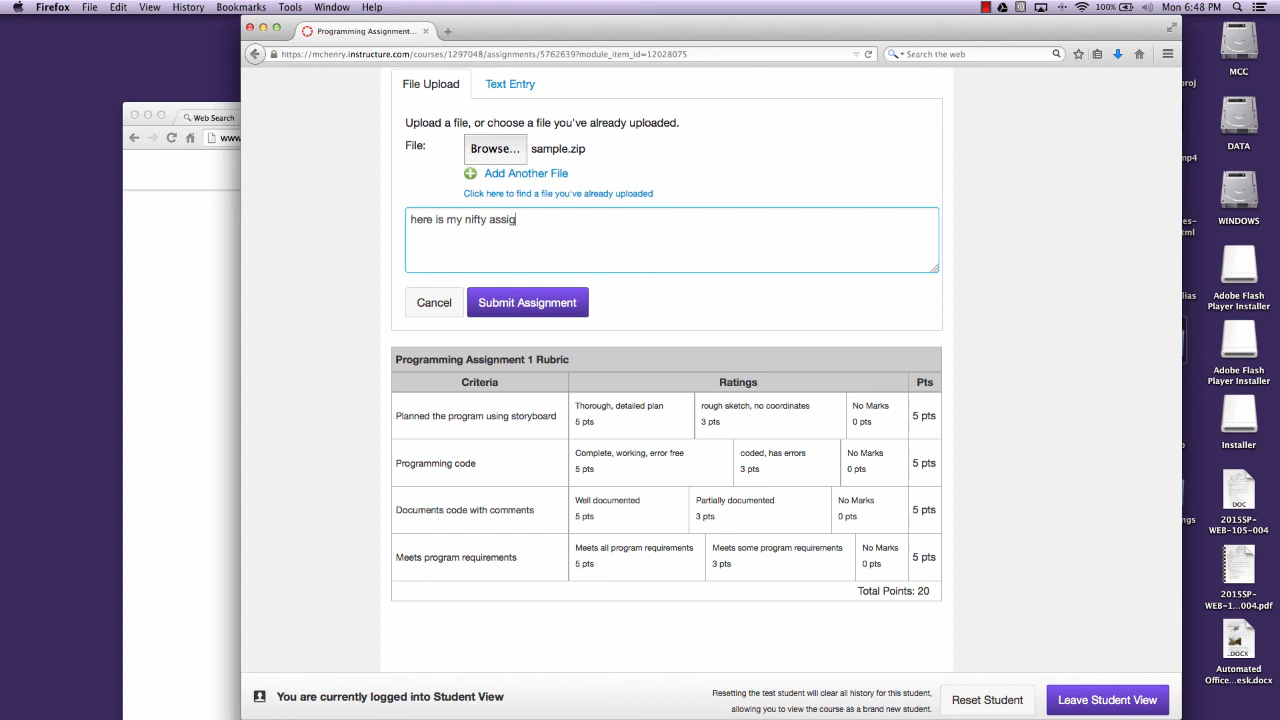 Firefox File Edit View History Bookmarks Tools Window Help
100% Mon 6:48 PM
Programming Assignment...
https://mchenry.instructure.com/courses/1297048/assignments/5762639?module_item_id=12028075
Search the web
Web Search
www
File Upload
Text Entry
Upload a file, or choose a file you've already uploaded.
File: Browse... sample.zip
Add Another File
Click here to find a file you've already uploaded
here is my nifty assig
Cancel Submit Assignment
Programming Assignment 1 Rubric
Criteria Ratings Pts
Planned the program using storyboard
Thorough, detailed plan
5 pts
rough sketch, no coordinates
3 pts
No Marks
0 pts
5 pts
Programming code
Complete, working, error free
5 pts
coded, has errors
3 pts
No Marks
0 pts
5 pts
Documents code with comments
Well documented
5 pts
Partially documented
3 pts
No Marks
0 pts
5 pts
Meets program requirements
Meets all program requirements
5 pts
Meets some program requirements
3 pts
No Marks
0 pts
5 pts
Total Points: 20
You are currently logged into Student View
Resetting the test student will clear all history for this student,
allowing you to view the course as a brand new student.
Reset Student
Leave Student View
MCC
DATA
WINDOWS
Adobe Flash
Player Installer
Adobe Flash
Player Installer
Installer
DOC
2015SP-
WEB-105-004
2015SP-
WEB-1...004.pdf
DOCX
Automated
Office...esk.docx